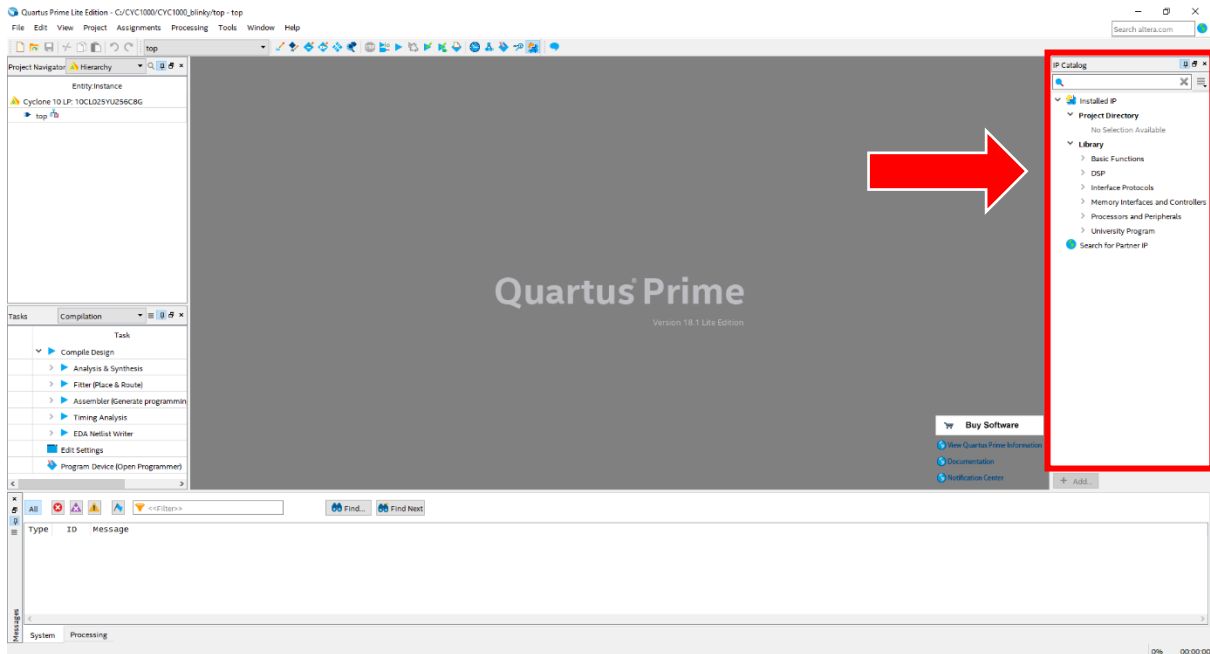 Quartus Prime Lite Edition - C:/CYC1000/CYC1000_blinky/top - top
File Edit View Project Assignments Processing Tools Window Help
Search altera.com
top
Project Navigator Hierarchy
Entity:Instance
Cyclone 10 LP: 10CL025YU256C8G
top
Tasks Compilation
Task
Compile Design
Analysis & Synthesis
Fitter (Place & Route)
Assembler (Generate programmin
Timing Analysis
EDA Netlist Writer
Edit Settings
Program Device (Open Programmer)
Quartus Prime
Version 18.1 Lite Edition
Buy Software
View Quartus Prime Information
Documentation
Notification Center
IP Catalog
Installed IP
Project Directory
No Selection Available
Library
Basic Functions
DSP
Interface Protocols
Memory Interfaces and Controllers
Processors and Peripherals
University Program
Search for Partner IP
+ Add...
All <<Filter>> Find... Find Next
Type ID Message
Messages
System Processing
0% 00:00:00